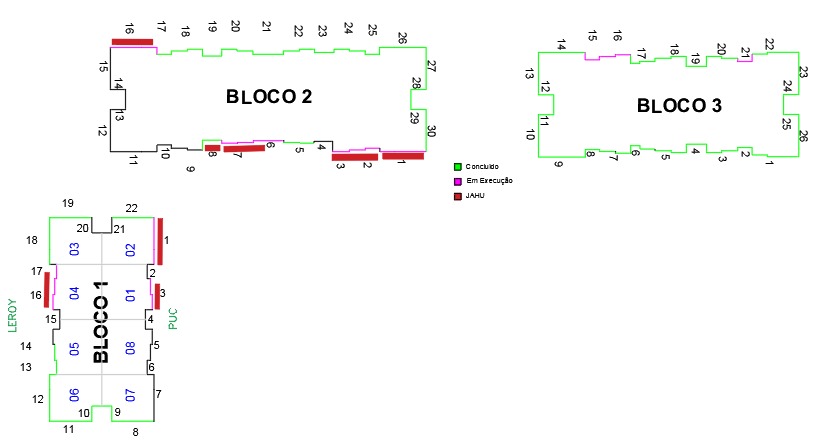 16 17 18 19 20 21 22 23 24 25 26
15 14 13 12
27 28 29 30
BLOCO 2
11 10 9 8 7 6 5 4 3 2 1
14 15 16 17 18 19 20 21 22
13 12 11 10
23 24 25 26
BLOCO 3
9 8 7 6 5 4 3 2 1
Concluído
Em Execução
JAHU
19 22
20 21
18 03 02 1
17 2
16 04 01 3
15 4
LEROY
BLOCO 1
PUC
14 05 08 5
13 6
12 06 07 7
10 9
11 8